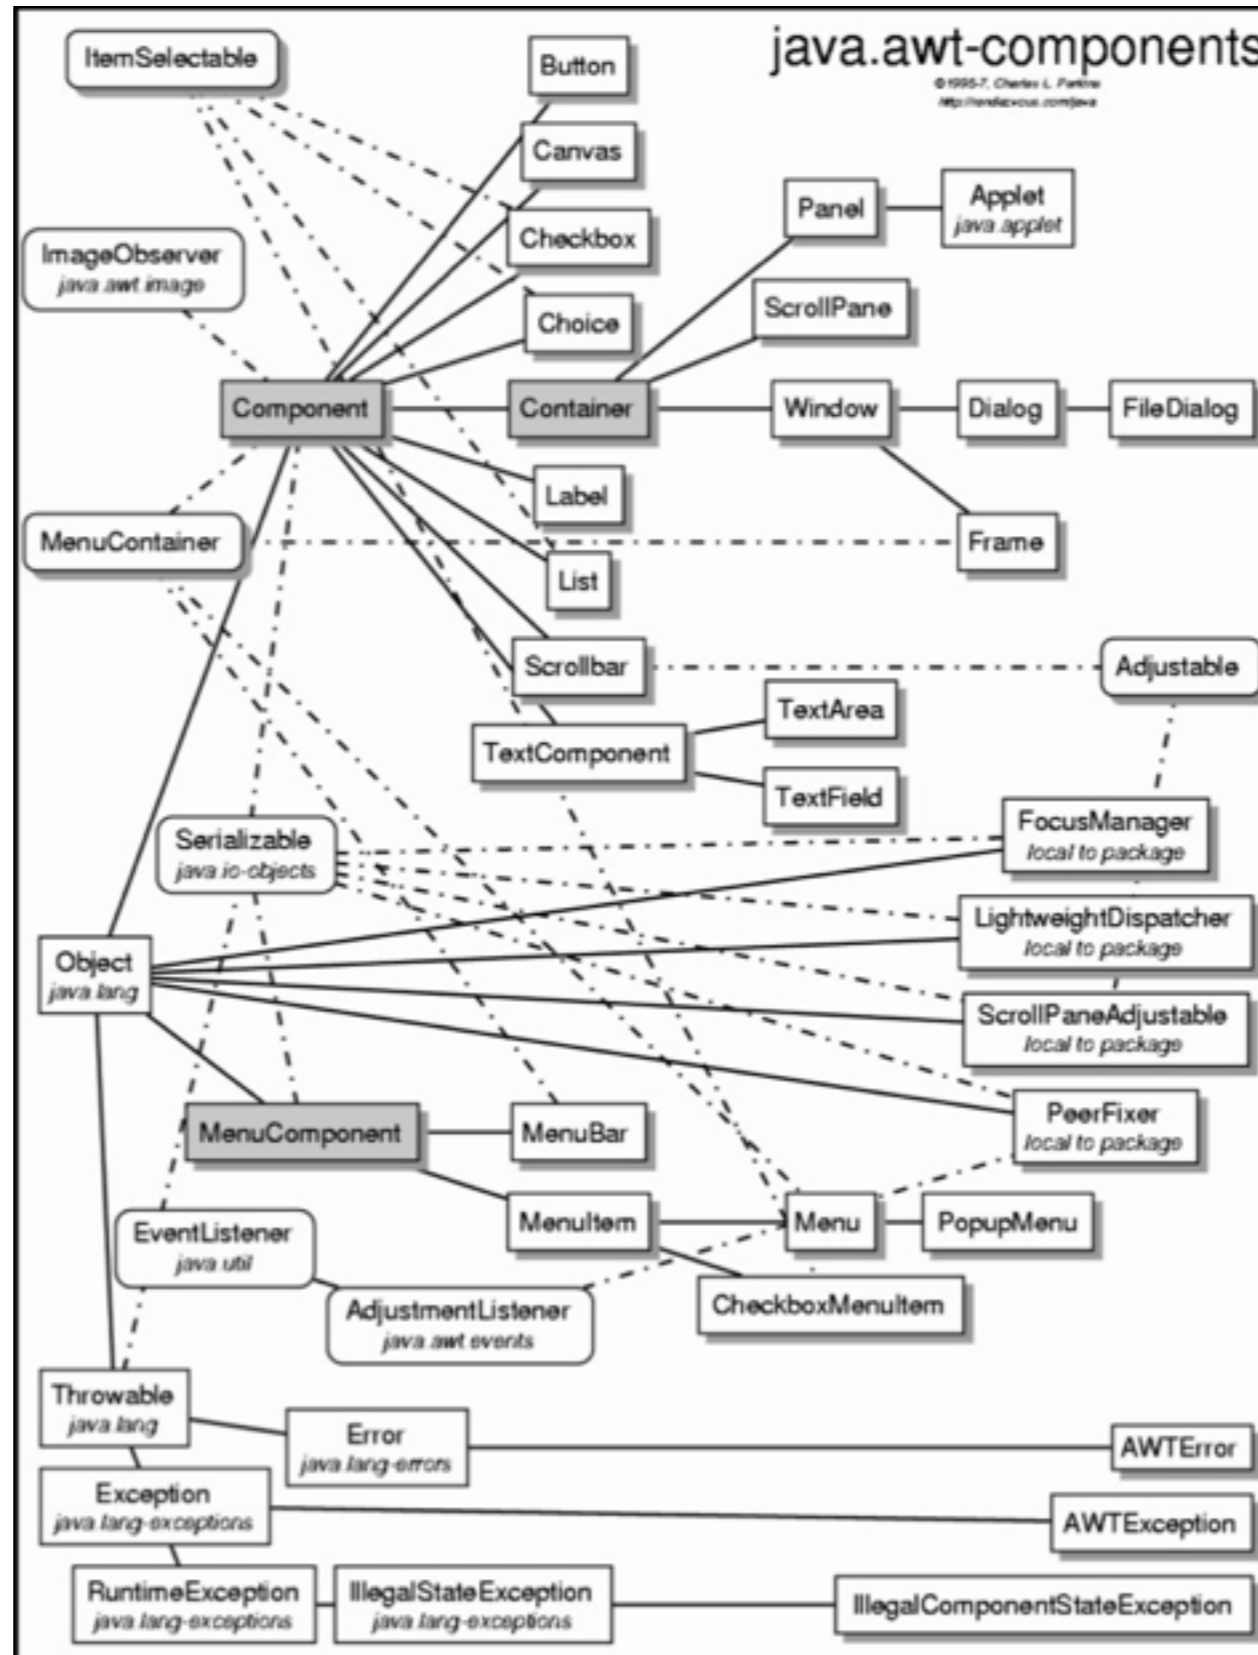 java.awt-components
© 1995-7, Charles L. Perkins
ItemSelectable
Button
Canvas
Checkbox
Choice
ImageObserver
java.awt.image
Panel
Applet
java.applet
ScrollPane
Component
Container
Window
Dialog
FileDialog
Label
MenuContainer
Frame
List
Scrollbar
Adjustable
TextArea
TextComponent
TextField
Serializable
java.io-objects
FocusManager
local to package
LightweightDispatcher
local to package
Object
java.lang
ScrollPaneAdjustable
local to package
PeerFixer
local to package
MenuComponent
MenuBar
MenuItem
Menu
PopupMenu
EventListener
java.util
CheckboxMenuItem
AdjustmentListener
java.awt.events
Throwable
java.lang
Error
java.lang-errors
AWTError
Exception
java.lang-exceptions
AWTException
RuntimeException
java.lang-exceptions
IllegalStateException
java.lang-exceptions
IllegalComponentStateException